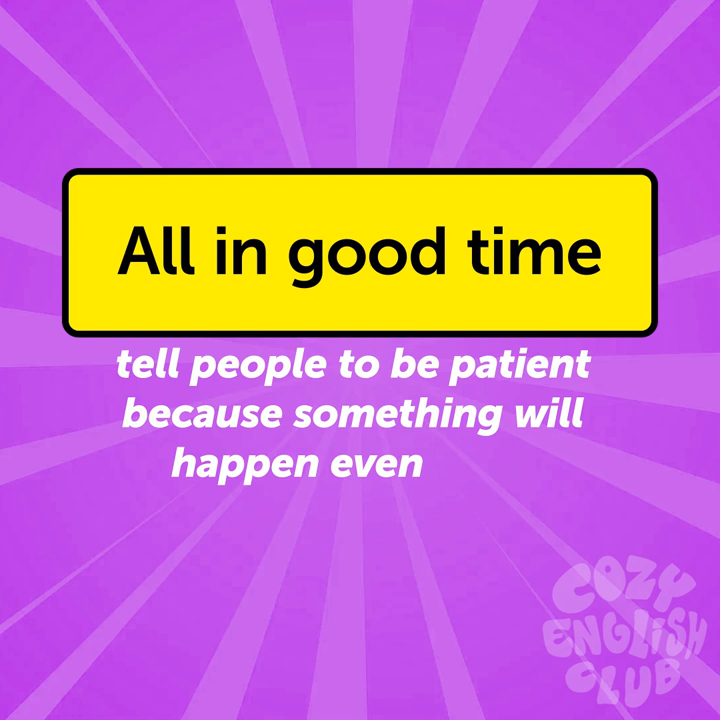 All in good time
tell people to be patient
because something will
happen even
COZY
ENGLISH
CLUB